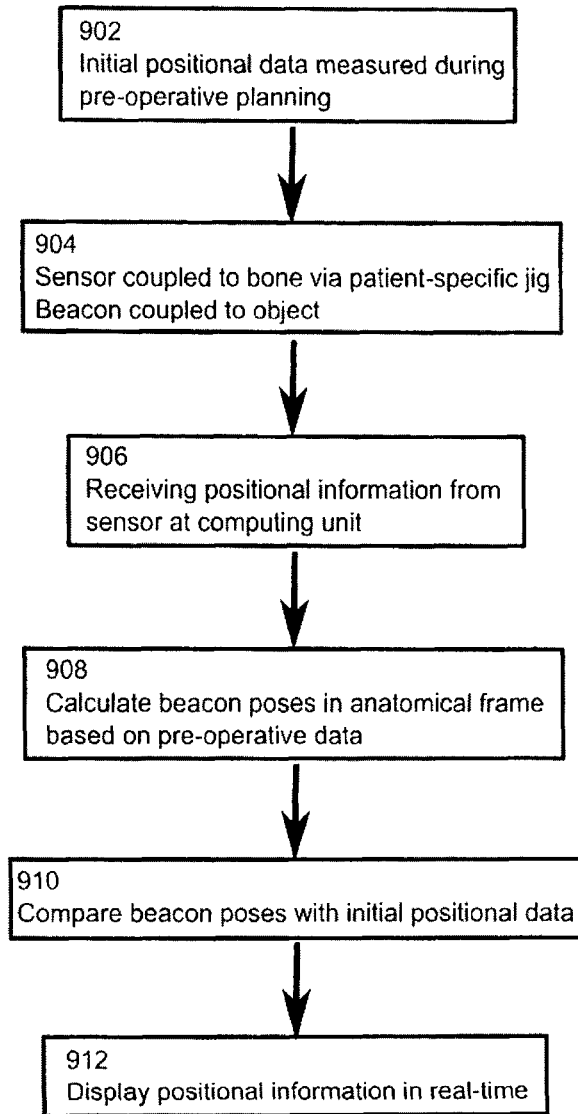 902
Initial positional data measured during
pre-operative planning
904
Sensor coupled to bone via patient-specific jig
Beacon coupled to object
906
Receiving positional information from
sensor at computing unit
908
Calculate beacon poses in anatomical frame
based on pre-operative data
910
Compare beacon poses with initial positional data
912
Display positional information in real-time